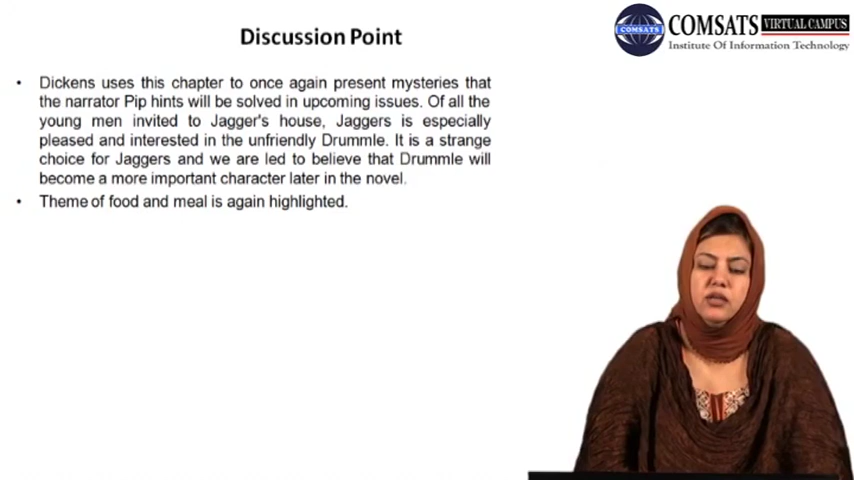 Discussion Point
COMSATS VIRTUAL CAMPUS
Institute Of Information Technology
COMSATS
• Dickens uses this chapter to once again present mysteries that
the narrator Pip hints will be solved in upcoming issues. Of all the
young men invited to Jagger's house, Jaggers is especially
pleased and interested in the unfriendly Drummle. It is a strange
choice for Jaggers and we are led to believe that Drummle will
become a more important character later in the novel.
• Theme of food and meal is again highlighted.